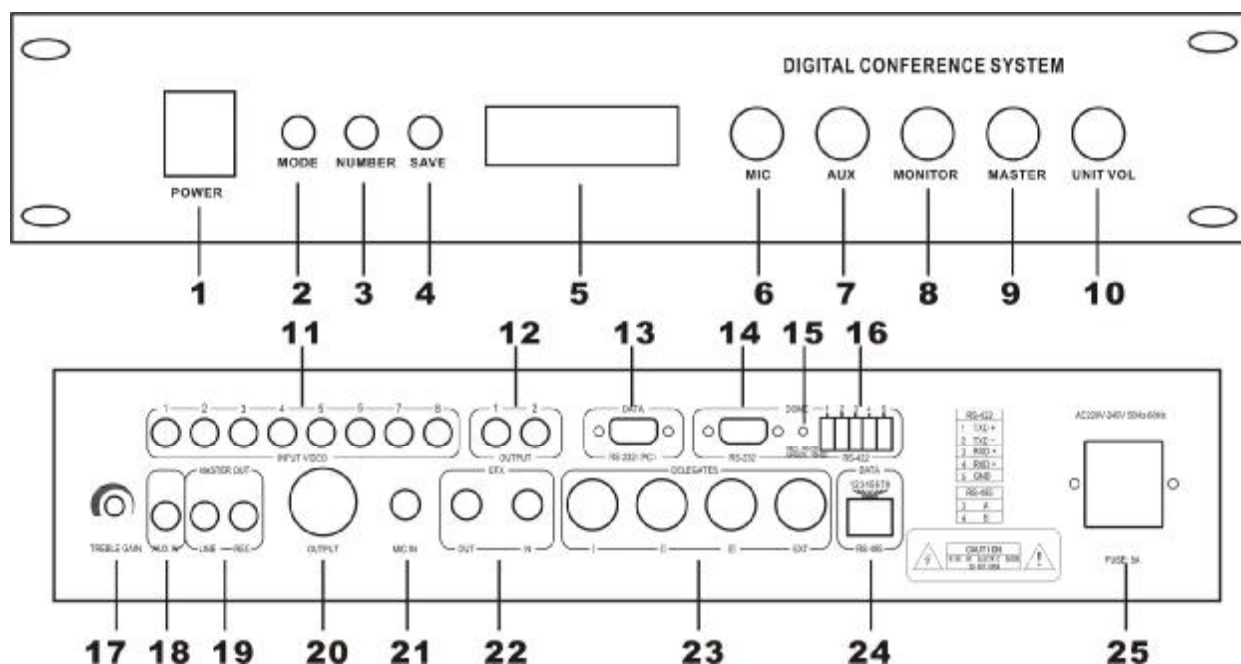 DIGITAL CONFERENCE SYSTEM
POWER
MODE
NUMBER
SAVE
MIC
AUX
MONITOR
MASTER
UNIT VOL
1
2
3
4
5
6
7
8
9
10
11
12
13
14
15
16
1 2 3 4 5 6 7 8
1 2
DATA
DOME
1 2 3 4 5
INPUT VIDEO
OUTPUT
RS-232 (PC)
RS-232
RS-422
RS-422
1 TXD +
2 TXD -
3 RXD +
4 RXD +
5 GND
RS-485
3 A
4 B
AC220V-240V 50Hz-60Hz
MASTER OUT
EFX
DELEGATES
DATA
12345678
TREBLE GAIN
AUX IN
LINE
REC
OUTPUT
MIC IN
OUT
IN
I
II
III
EXT
RS-485
CAUTION
FUSE: 5A
17
18
19
20
21
22
23
24
25